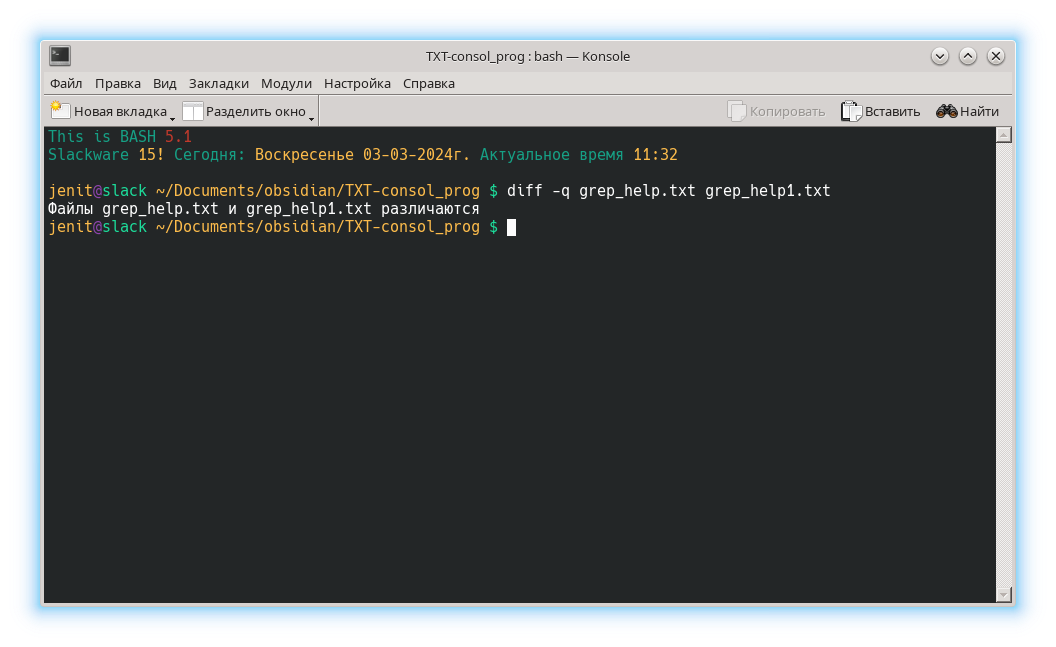 TXT-consol_prog : bash — Konsole
Файл Правка Вид Закладки Модули Настройка Справка
Новая вкладка Разделить окно Копировать Вставить Найти
This is BASH 5.1
Slackware 15! Сегодня: Воскресенье 03-03-2024г. Актуальное время 11:32
jenit@slack ~/Documents/obsidian/TXT-consol_prog $ diff -q grep_help.txt grep_help1.txt
Файлы grep_help.txt и grep_help1.txt различаются
jenit@slack ~/Documents/obsidian/TXT-consol_prog $